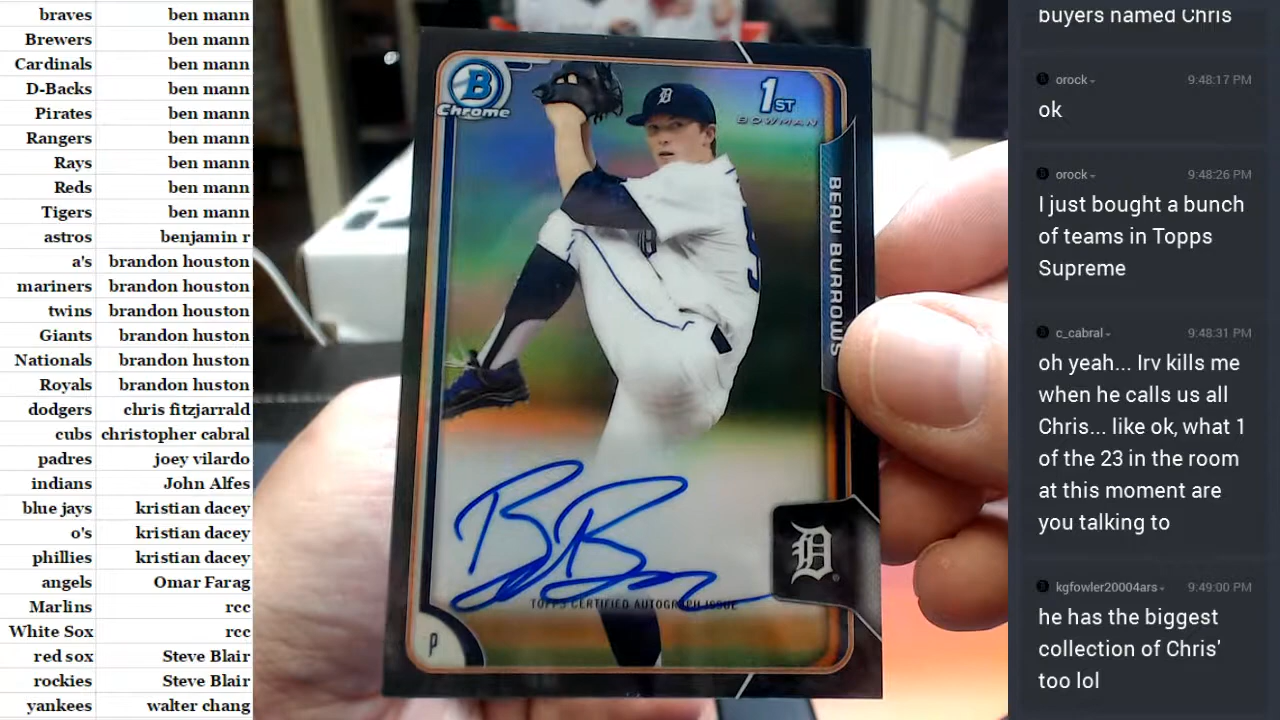 braves ben mann
Brewers ben mann
Cardinals ben mann
D-Backs ben mann
Pirates ben mann
Rangers ben mann
Rays ben mann
Reds ben mann
Tigers ben mann
astros benjamin r
a's brandon houston
mariners brandon houston
twins brandon houston
Giants brandon huston
Nationals brandon huston
Royals brandon huston
dodgers chris fitzjarrald
cubs christopher cabral
padres joey vilardo
indians John Alfes
blue jays kristian dacey
o's kristian dacey
phillies kristian dacey
angels Omar Farag
Marlins rcc
White Sox rcc
red sox Steve Blair
rockies Steve Blair
yankees walter chang
B
Chrome
1ST
BOWMAN
BEAU BURROWS
D
D
TOPPS CERTIFIED AUTOGRAPH ISSUE
P
buyers named Chris
orock 9:48:17 PM
ok
orock 9:48:26 PM
I just bought a bunch
of teams in Topps
Supreme
c_cabral 9:48:31 PM
oh yeah... Irv kills me
when he calls us all
Chris... like ok, what 1
of the 23 in the room
at this moment are
you talking to
kgfowler20004ars 9:49:00 PM
he has the biggest
collection of Chris'
too lol